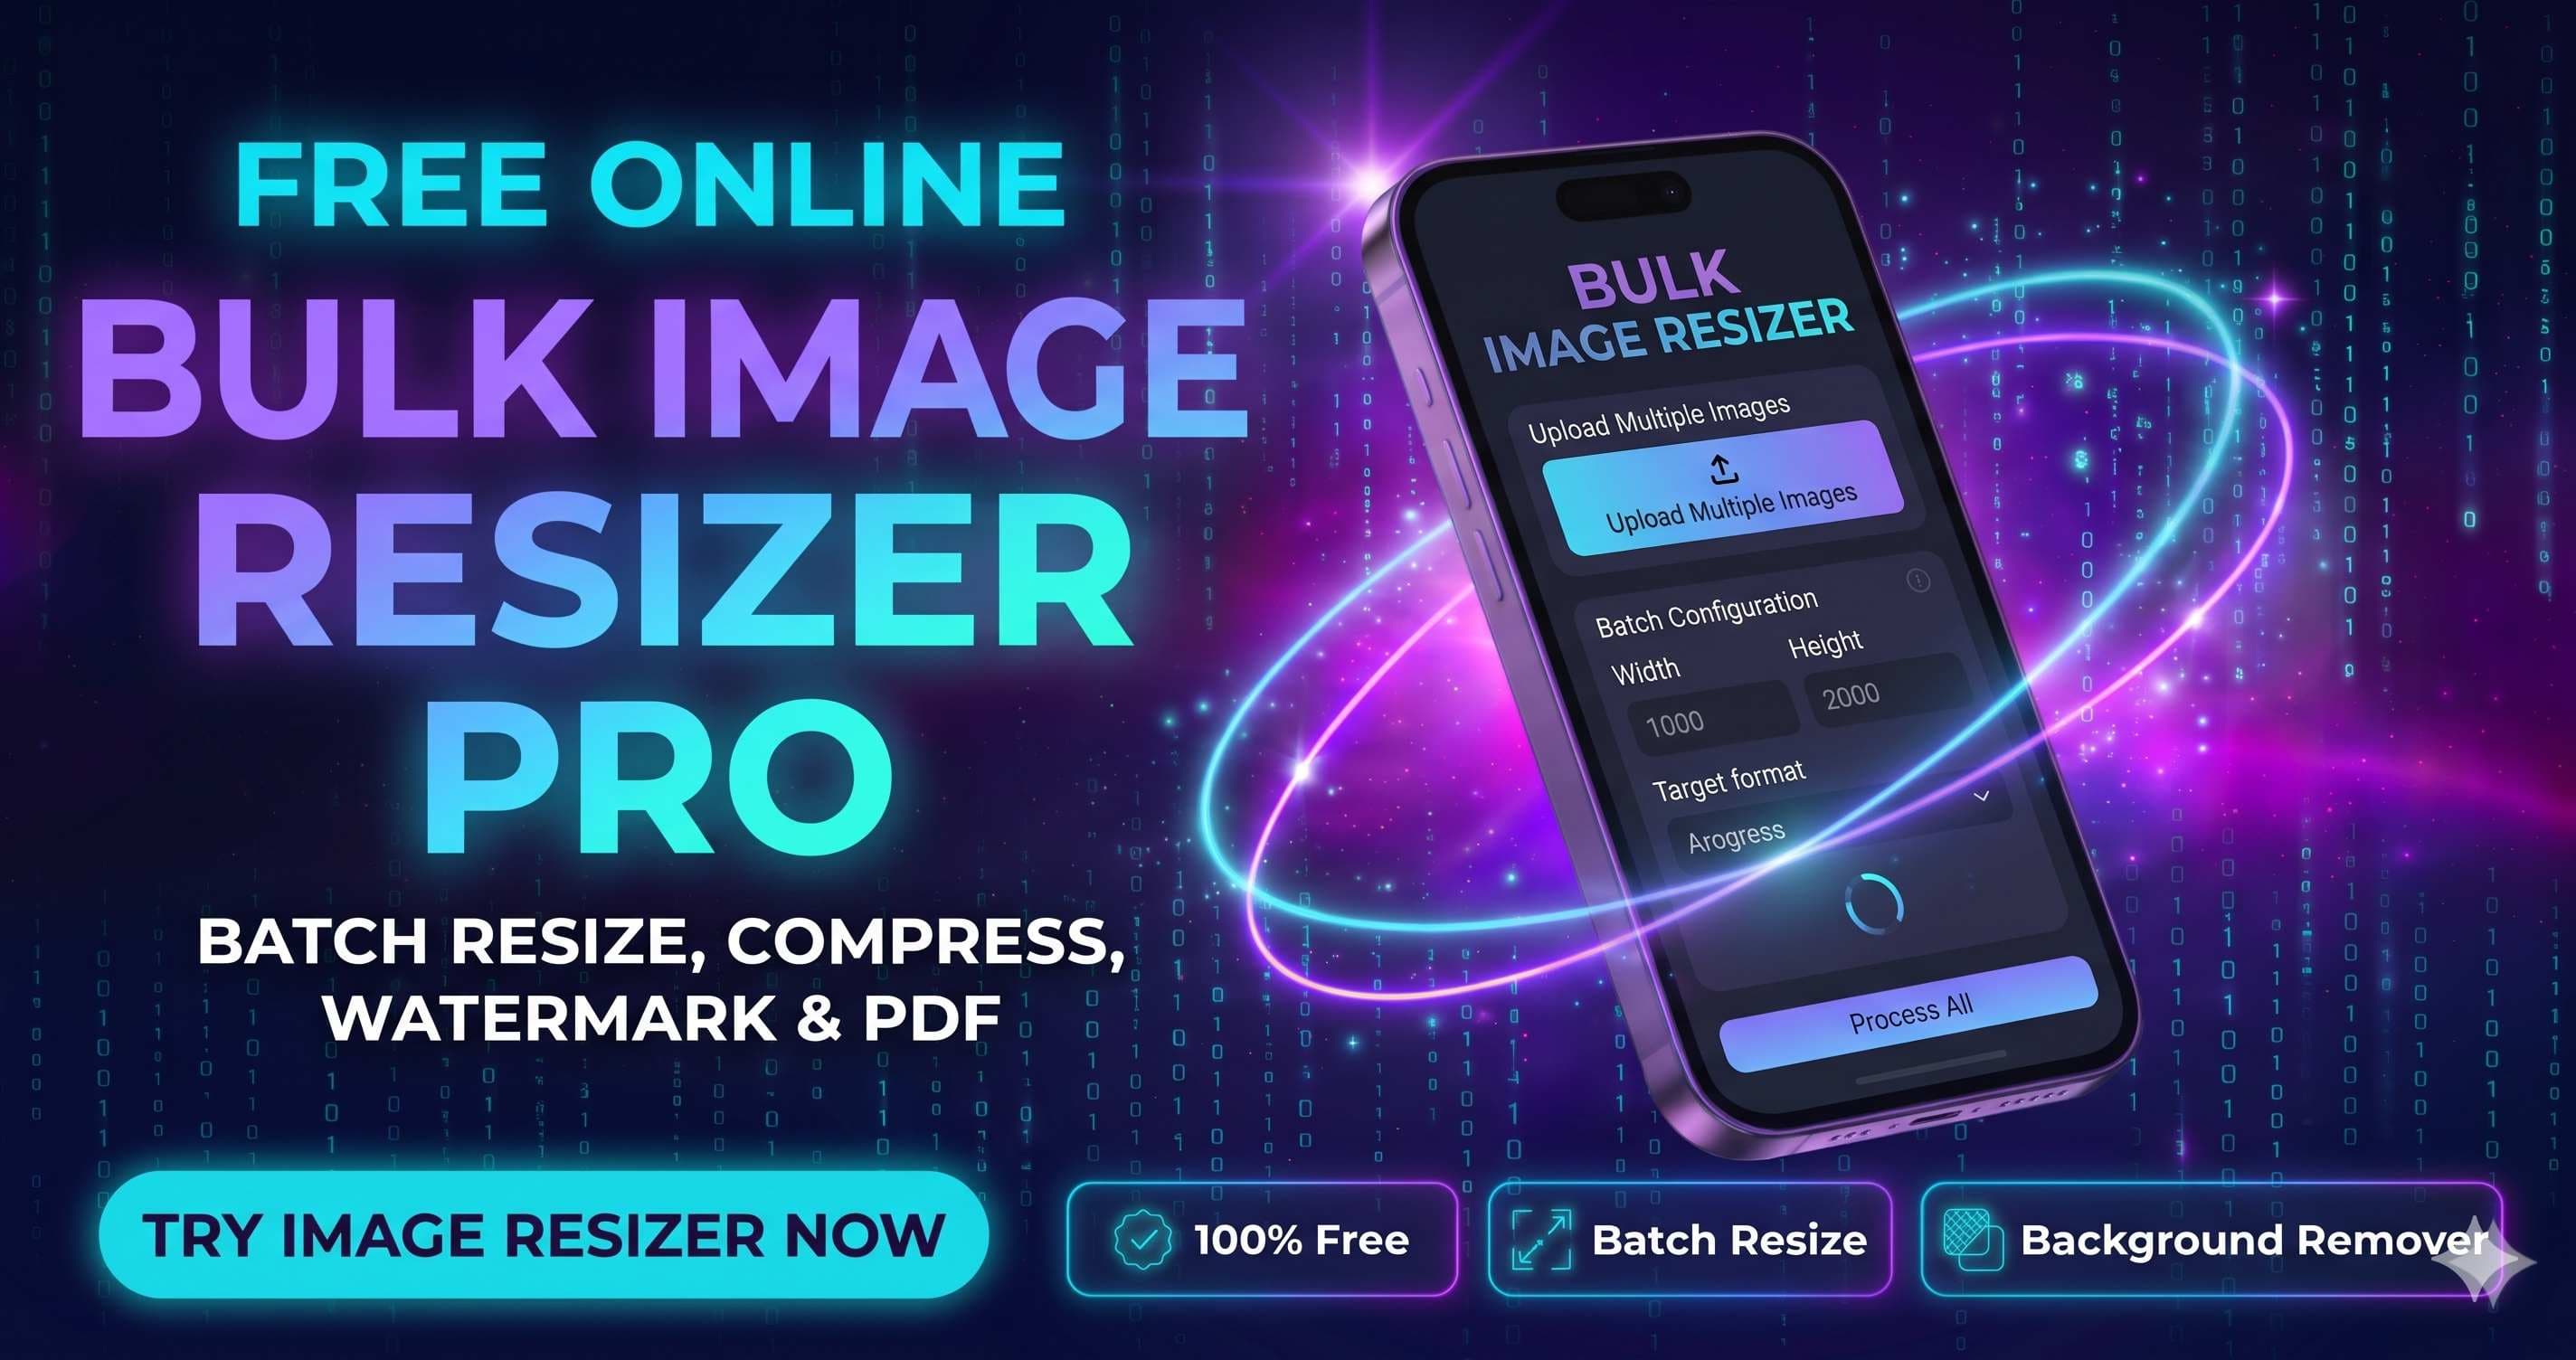 FREE ONLINE
BULK IMAGE
RESIZER
PRO
BATCH RESIZE, COMPRESS,
WATERMARK & PDF
TRY IMAGE RESIZER NOW
BULK
IMAGE RESIZER
Upload Multiple Images
Upload Multiple Images
Batch Configuration
Width
Height
1000
2000
Target format
Arogress
Process All
100% Free
Batch Resize
Background Remover